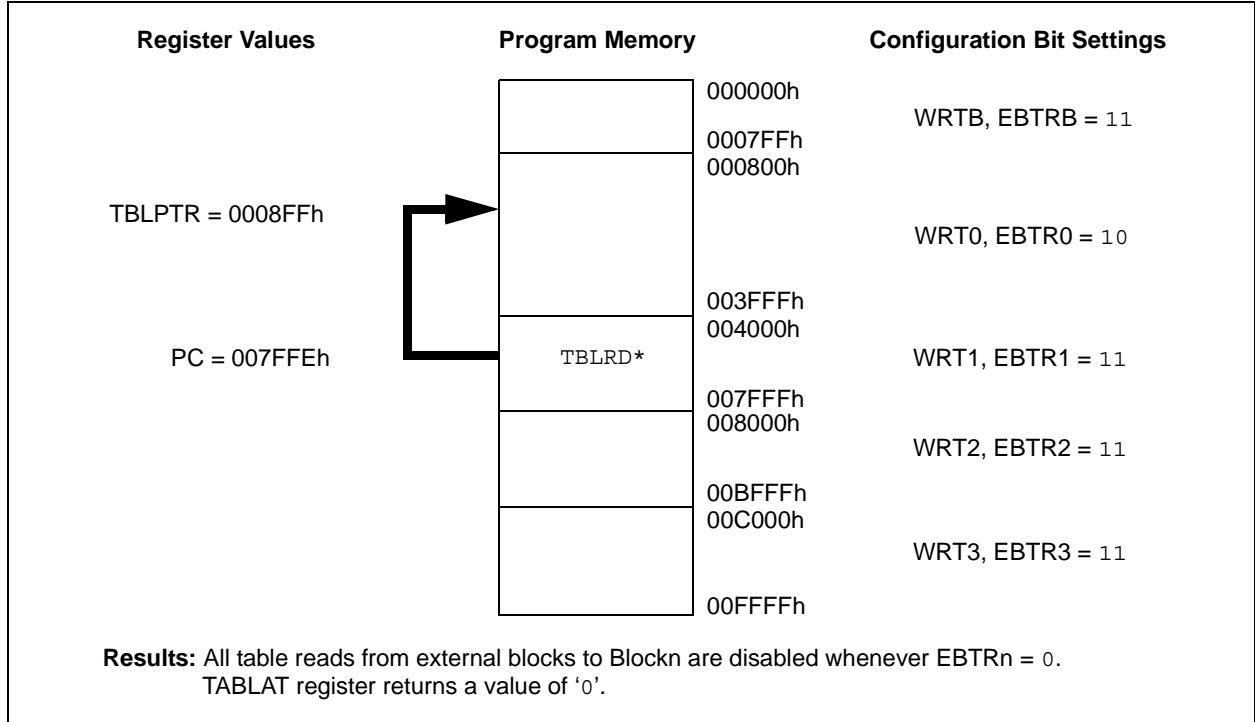 Register Values Program Memory Configuration Bit Settings
000000h
WRTB, EBTRB = 11
0007FFh
000800h
TBLPTR = 0008FFh
WRT0, EBTR0 = 10
003FFFh
004000h
PC = 007FFEh TBLRD* WRT1, EBTR1 = 11
007FFFh
008000h
WRT2, EBTR2 = 11
00BFFFh
00C000h
WRT3, EBTR3 = 11
00FFFFh
Results: All table reads from external blocks to Blockn are disabled whenever EBTRn = 0.
TABLAT register returns a value of ‘0’.